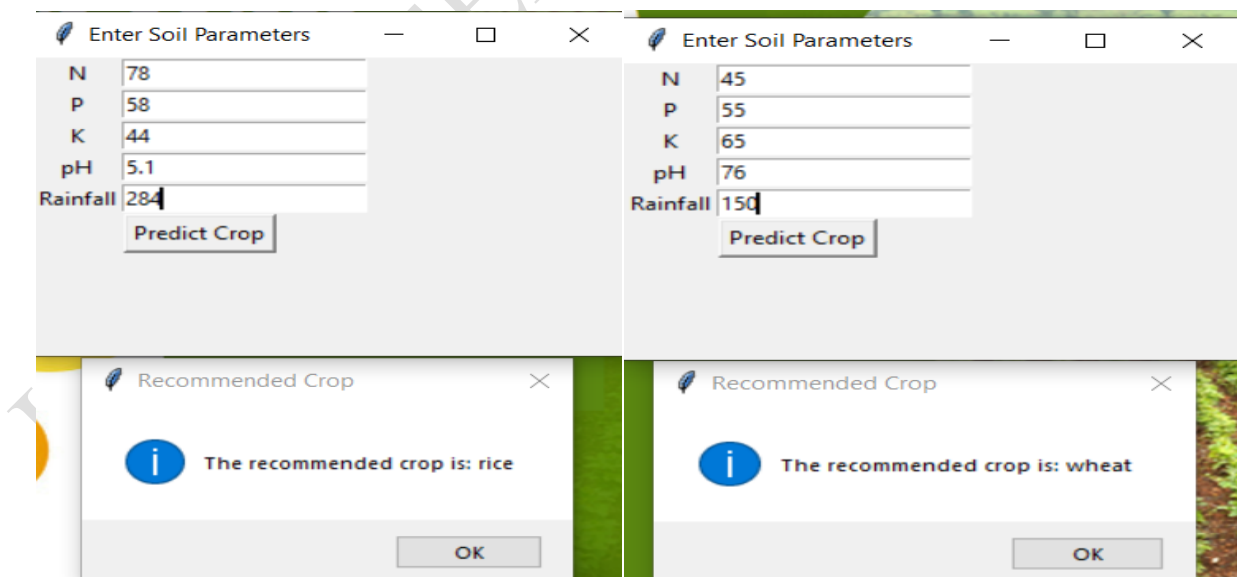 Enter Soil Parameters
N 78
P 58
K 44
pH 5.1
Rainfall 284
Predict Crop
Recommended Crop
The recommended crop is: rice
OK
Enter Soil Parameters
N 45
P 55
K 65
pH 76
Rainfall 150
Predict Crop
Recommended Crop
The recommended crop is: wheat
OK